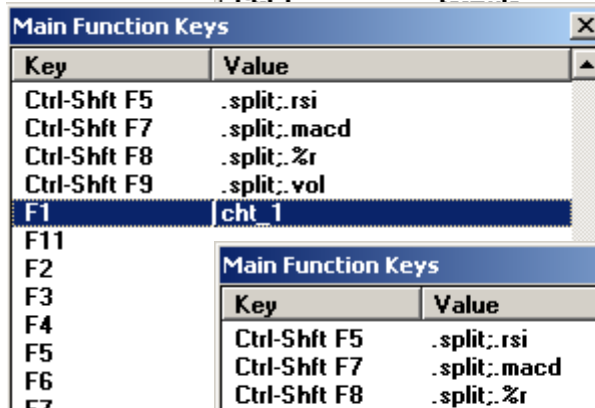 Main Function Keys
Key Value
Ctrl-Shft F5 .split;.rsi
Ctrl-Shft F7 .split;.macd
Ctrl-Shft F8 .split;.%r
Ctrl-Shft F9 .split;.vol
F1 cht_1
F11
F2
F3
F4
F5
F6
F7
Main Function Keys
Key Value
Ctrl-Shft F5 .split;.rsi
Ctrl-Shft F7 .split;.macd
Ctrl-Shft F8 .split;.%r